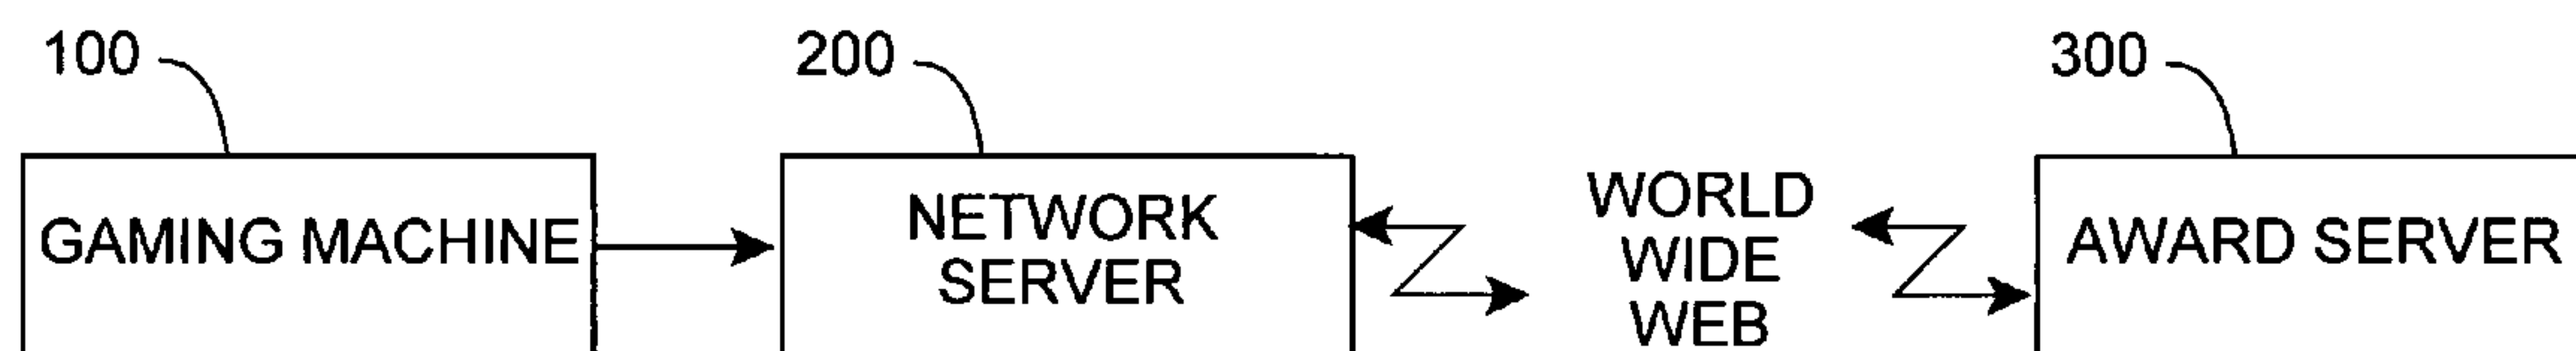 100
200
300
GAMING MACHINE
NETWORK
SERVER
WORLD
WIDE
WEB
AWARD SERVER